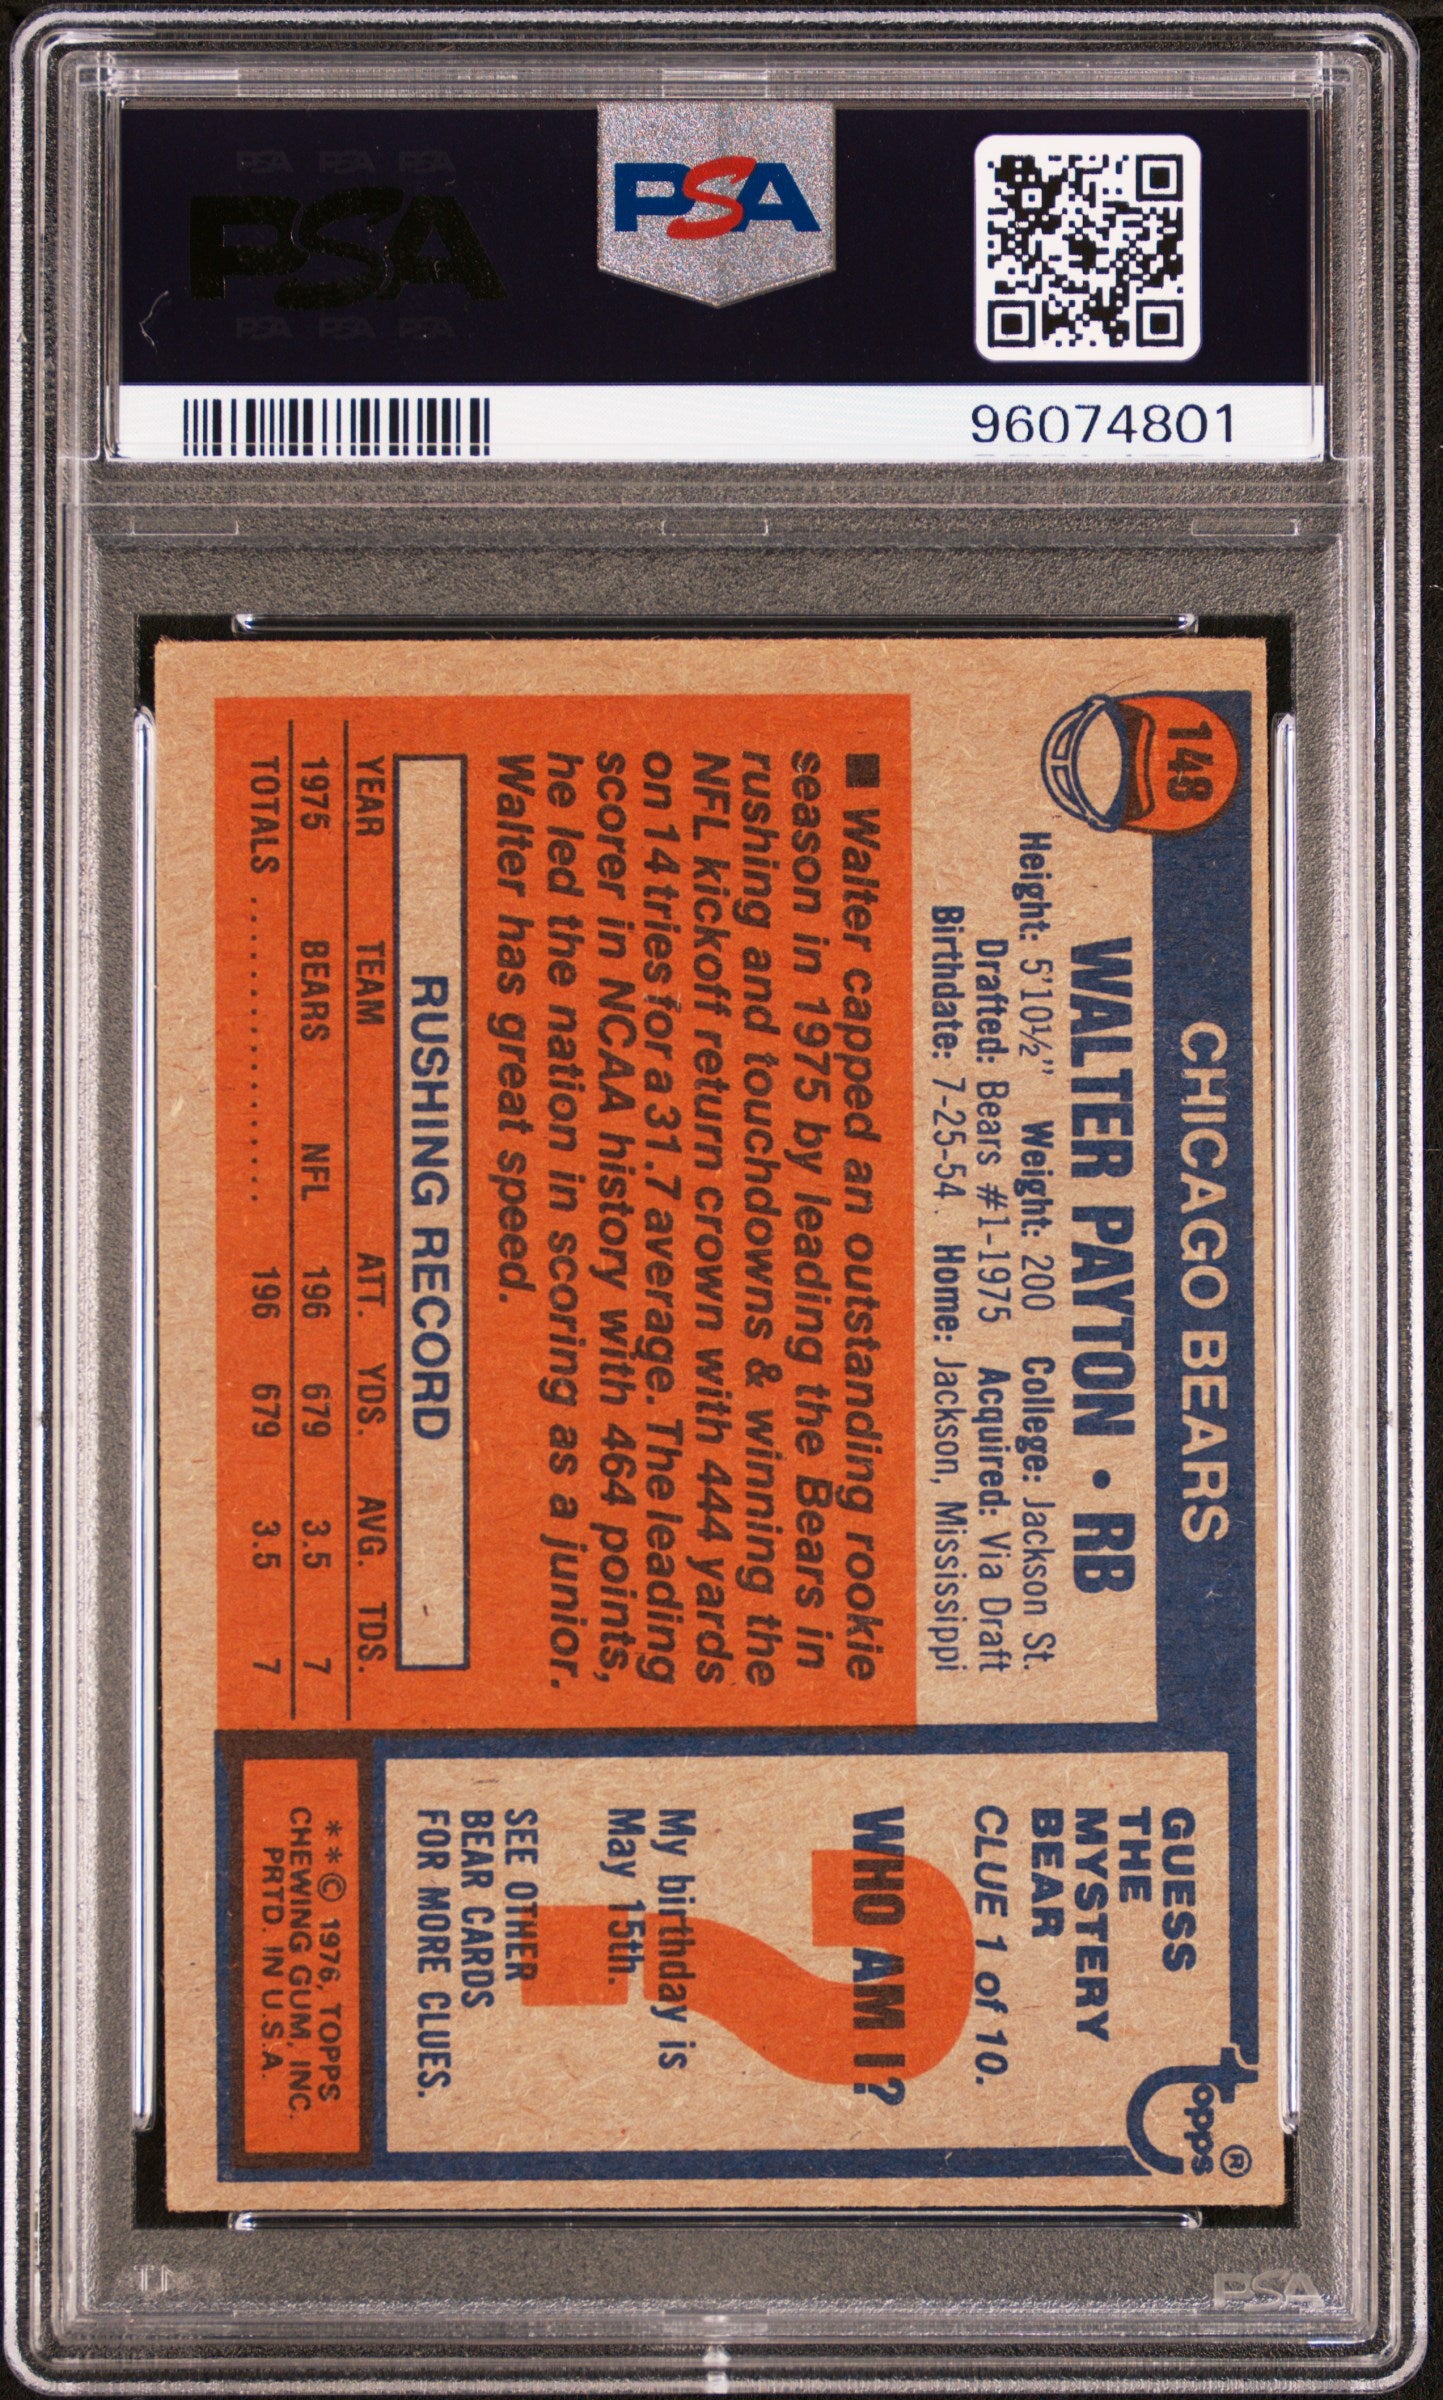 PSA PSA PSA
PSA
PSA PSA PSA
PSA
96074801
148
CHICAGO BEARS
WALTER PAYTON • RB
Height: 5'10½" Weight: 200 College: Jackson St.
Drafted: Bears #1-1975 Acquired: Via Draft
Birthdate: 7-25-54. Home: Jackson, Mississippi
■ Walter capped an outstanding rookie
season in 1975 by leading the Bears in
rushing and touchdowns & winning the
NFL kickoff return crown with 444 yards
on 14 tries for a 31.7 average. The leading
scorer in NCAA history with 464 points,
he led the nation in scoring as a junior.
Walter has great speed.
RUSHING RECORD
YEAR TEAM ATT. YDS. AVG. TDS.
1975 BEARS NFL 196 679 3.5 7
TOTALS .................... 196 679 3.5 7
topps®
GUESS
THE
MYSTERY
BEAR
CLUE 1 of 10.
WHO AM I?
?
My birthday is
May 15th.
SEE OTHER
BEAR CARDS
FOR MORE CLUES.
**© 1976, TOPPS
CHEWING GUM, INC.
PRTD. IN U.S.A.
PSA